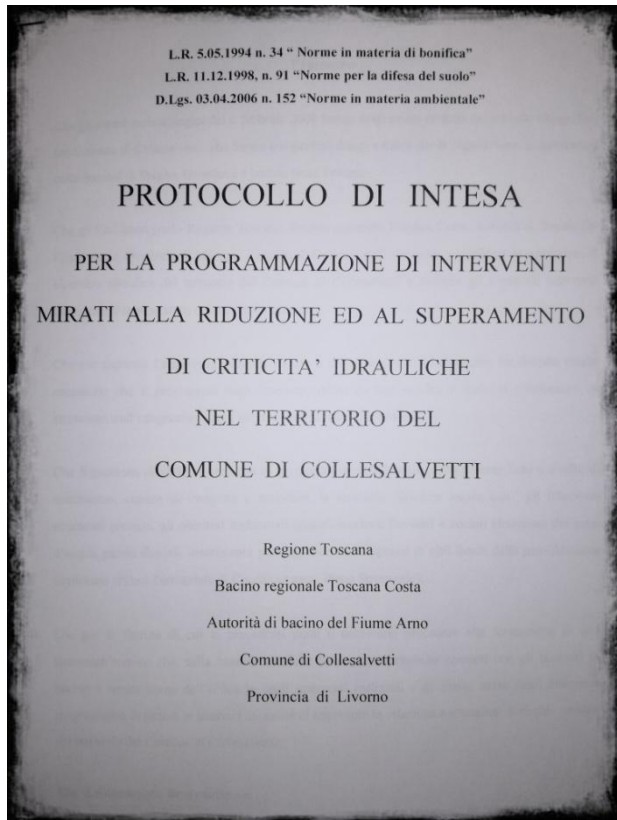 L.R. 5.05.1994 n. 34 “ Norme in materia di bonifica”
L.R. 11.12.1998, n. 91 “Norme per la difesa del suolo”
D.Lgs. 03.04.2006 n. 152 “Norme in materia ambientale”
PROTOCOLLO DI INTESA
PER LA PROGRAMMAZIONE DI INTERVENTI
MIRATI ALLA RIDUZIONE ED AL SUPERAMENTO
DI CRITICITA’ IDRAULICHE
NEL TERRITORIO DEL
COMUNE DI COLLESALVETTI
Regione Toscana
Bacino regionale Toscana Costa
Autorità di bacino del Fiume Arno
Comune di Collesalvetti
Provincia di Livorno